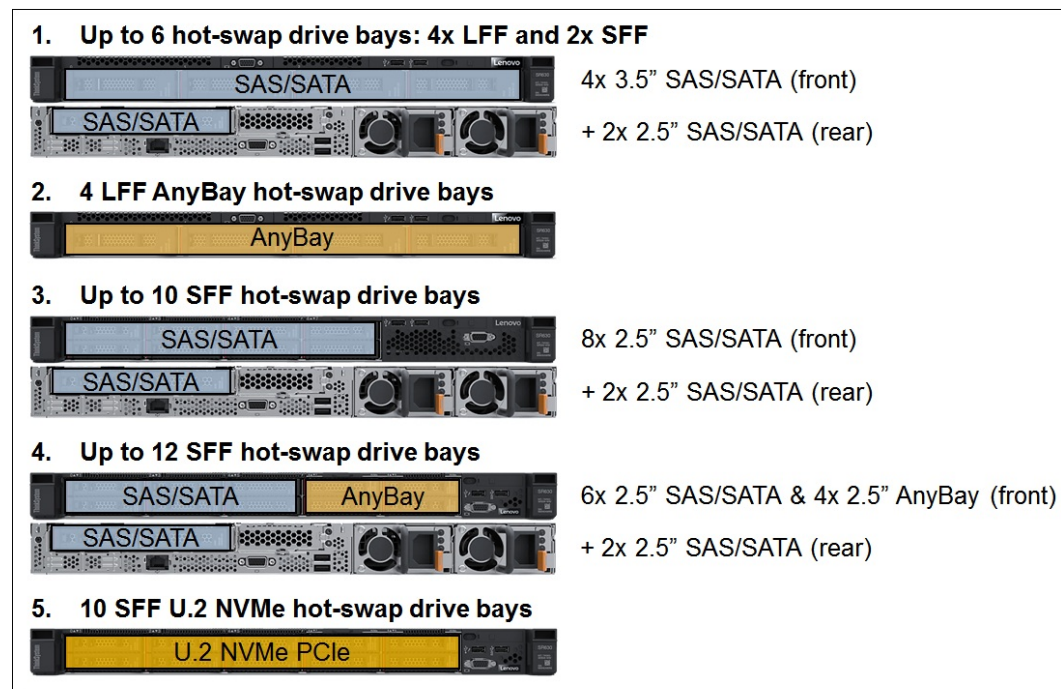 1. Up to 6 hot-swap drive bays: 4x LFF and 2x SFF
Lenovo
SAS/SATA
4x 3.5” SAS/SATA (front)
SAS/SATA
+ 2x 2.5” SAS/SATA (rear)
2. 4 LFF AnyBay hot-swap drive bays
Lenovo
AnyBay
3. Up to 10 SFF hot-swap drive bays
Lenovo
SAS/SATA
8x 2.5” SAS/SATA (front)
SAS/SATA
+ 2x 2.5” SAS/SATA (rear)
4. Up to 12 SFF hot-swap drive bays
SAS/SATA AnyBay
6x 2.5” SAS/SATA & 4x 2.5” AnyBay (front)
Lenovo
SAS/SATA
+ 2x 2.5” SAS/SATA (rear)
5. 10 SFF U.2 NVMe hot-swap drive bays
U.2 NVMe PCIe
Lenovo